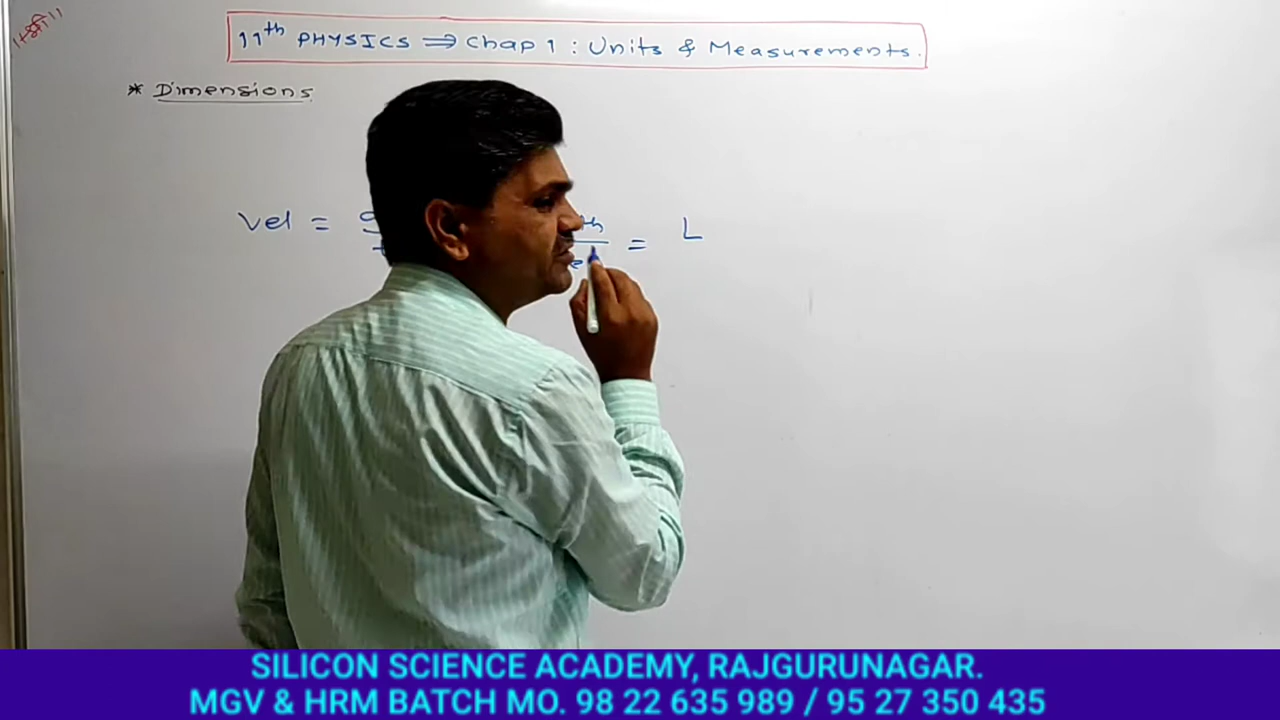 ।।श्री।।
11th PHYSICS ⇒ Chap 1 : Units & Measurements.
* Dimensions
Vel = = L
SILICON SCIENCE ACADEMY, RAJGURUNAGAR.
MGV & HRM BATCH MO. 98 22 635 989 / 95 27 350 435